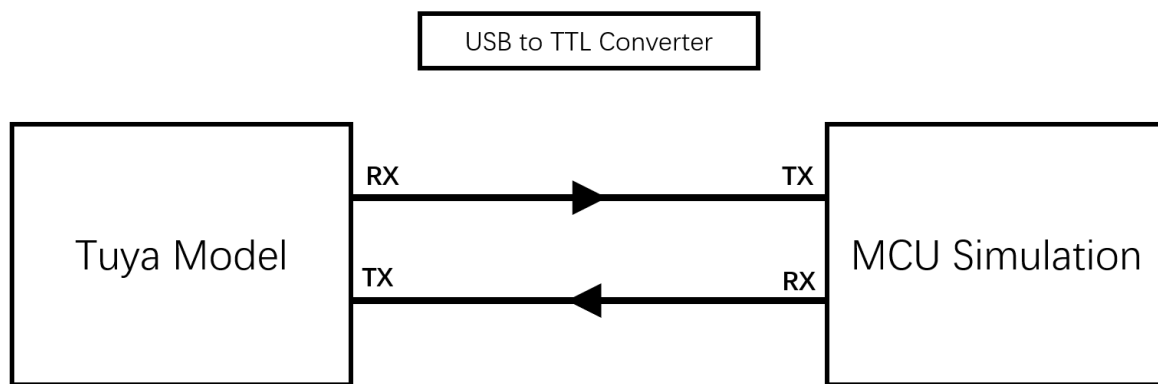 USB to TTL Converter
RX
TX
Tuya Model
MCU Simulation
TX
RX